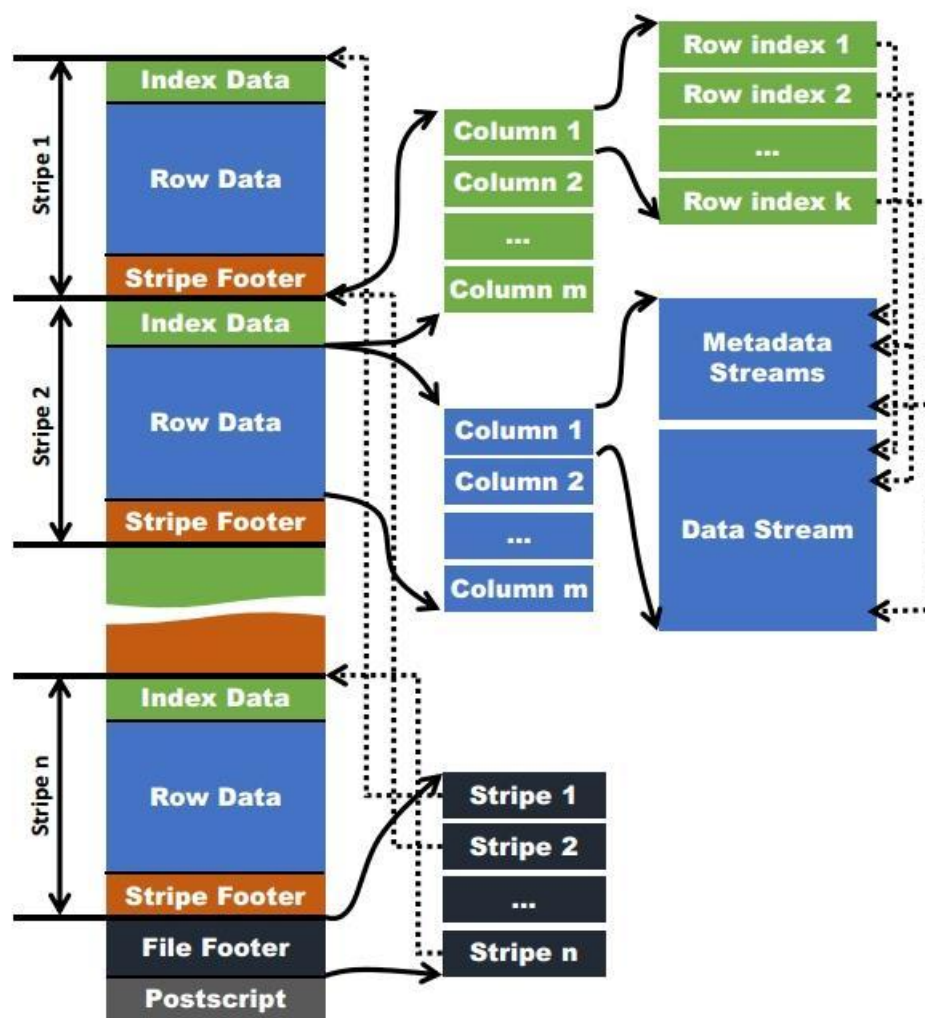 Stripe 1
Index Data
Row Data
Stripe Footer
Stripe 2
Index Data
Row Data
Stripe Footer
Stripe n
Index Data
Row Data
Stripe Footer
File Footer
Postscript
Column 1
Column 2
...
Column m
Row index 1
Row index 2
...
Row index k
Column 1
Column 2
...
Column m
Metadata
Streams
Data Stream
Stripe 1
Stripe 2
...
Stripe n